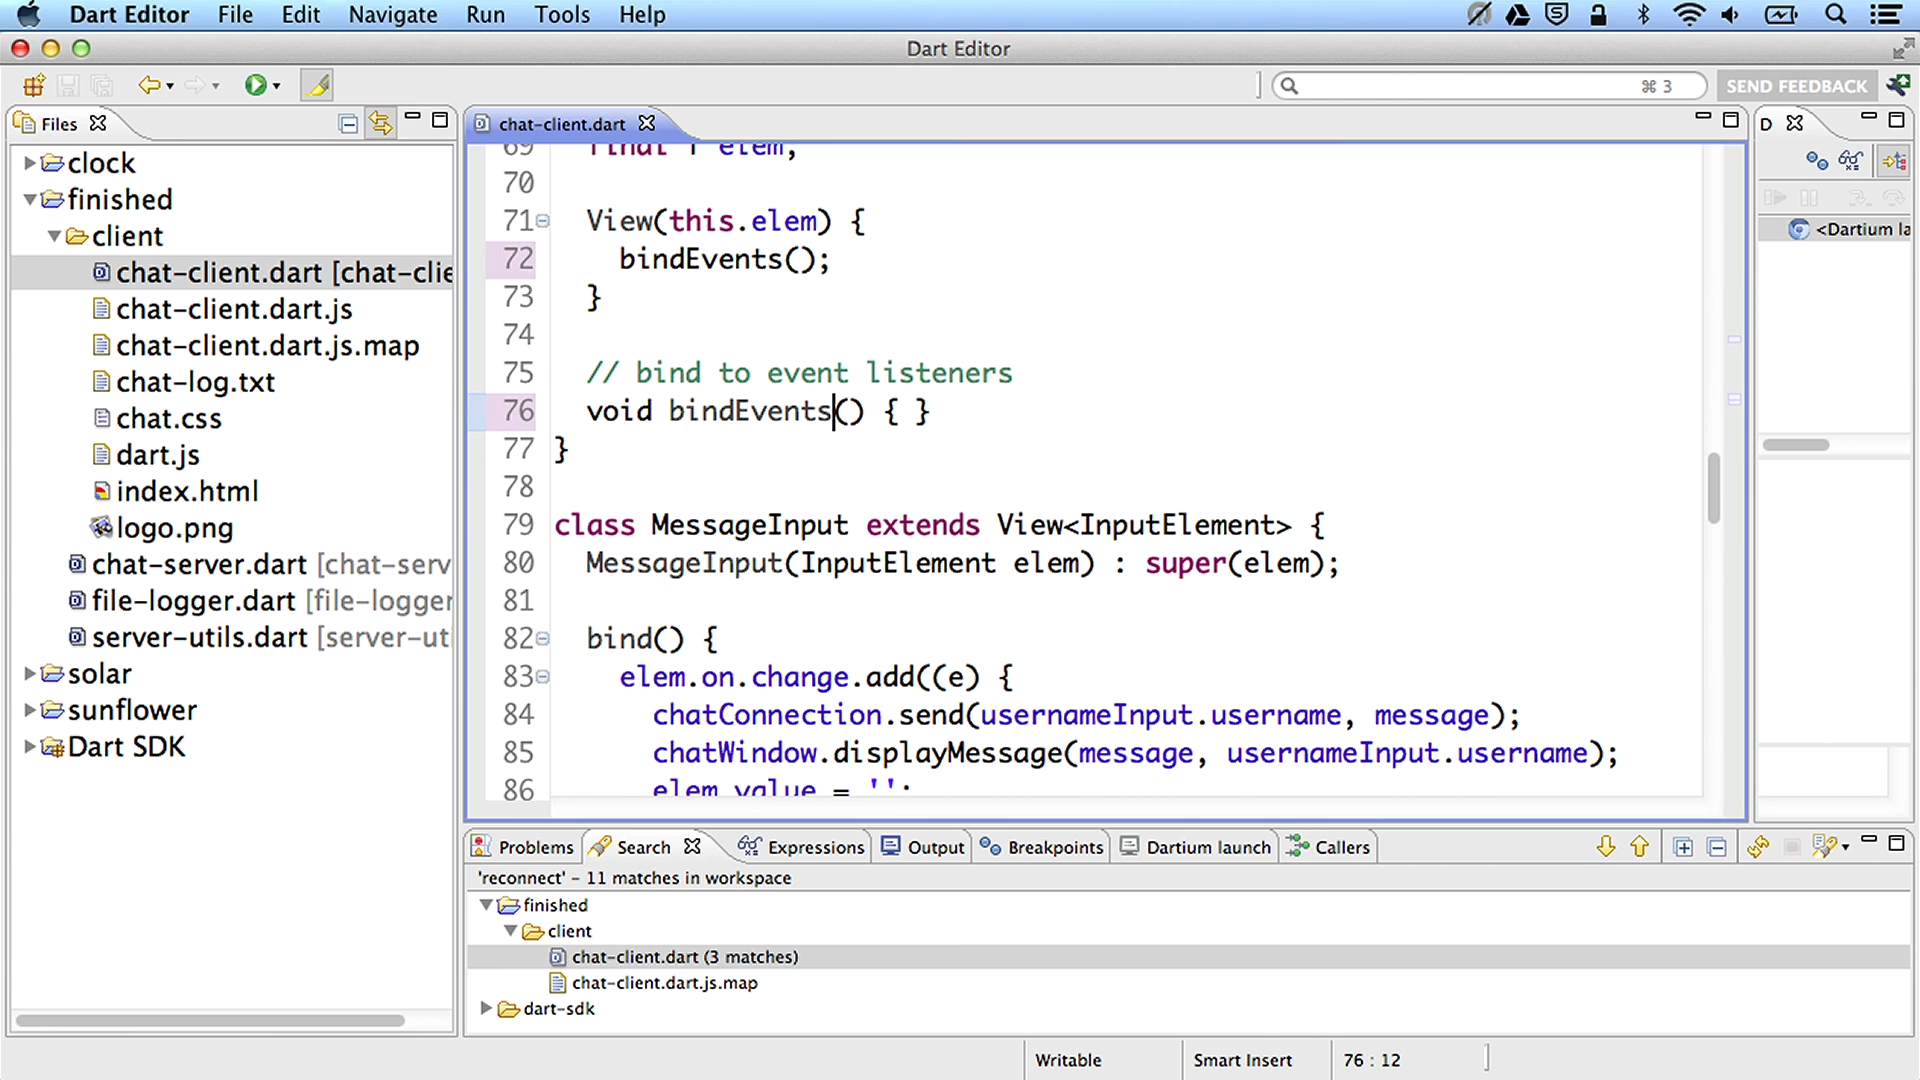 Dart Editor File Edit Navigate Run Tools Help
Dart Editor
⌘ 3 SEND FEEDBACK
Files
clock
finished
client
chat-client.dart [chat-clie
chat-client.dart.js
chat-client.dart.js.map
chat-log.txt
chat.css
dart.js
index.html
logo.png
chat-server.dart [chat-serv
file-logger.dart [file-logger
server-utils.dart [server-uti
solar
sunflower
Dart SDK
chat-client.dart
69 final T elem;
70
71 View(this.elem) {
72 bindEvents();
73 }
74
75 // bind to event listeners
76 void bindEvents() { }
77 }
78
79 class MessageInput extends View<InputElement> {
80 MessageInput(InputElement elem) : super(elem);
81
82 bind() {
83 elem.on.change.add((e) {
84 chatConnection.send(usernameInput.username, message);
85 chatWindow.displayMessage(message, usernameInput.username);
86 elem.value = '';
D
<Dartium la
Problems Search Expressions Output Breakpoints Dartium launch Callers
'reconnect' - 11 matches in workspace
finished
client
chat-client.dart (3 matches)
chat-client.dart.js.map
dart-sdk
Writable Smart Insert 76 : 12